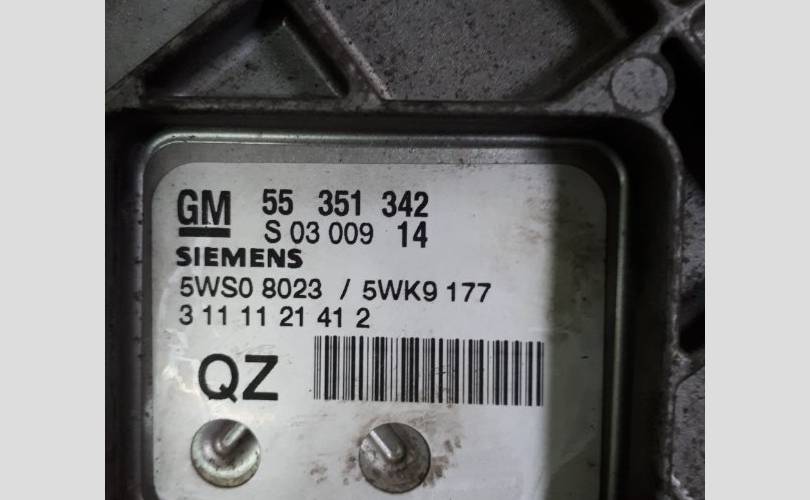 GM 55 351 342
S 03 009 14
SIEMENS
5WS0 8023 / 5WK9 177
3 11 11 21 41 2
QZ